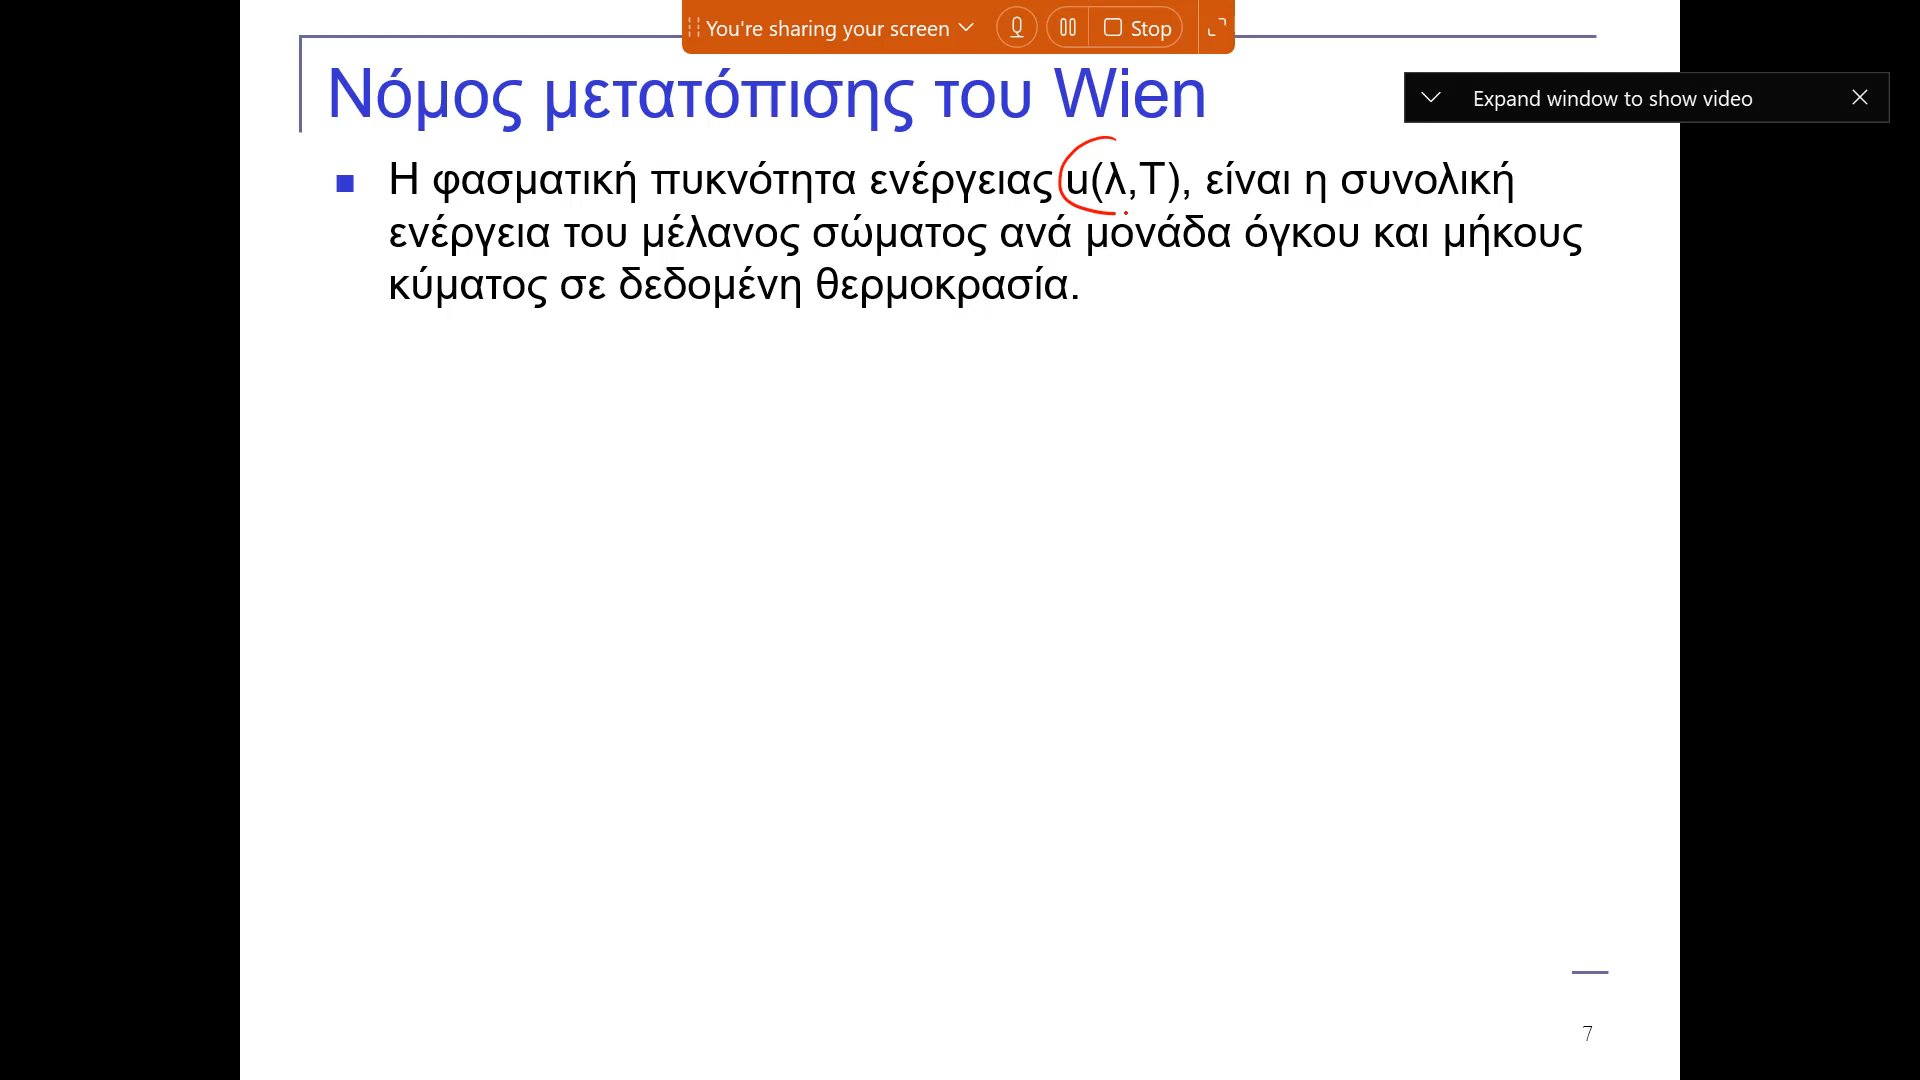 You're sharing your screen
Stop
Νόμος μετατόπισης του Wien
Expand window to show video
Η φασματική πυκνότητα ενέργειας u(λ,T), είναι η συνολική
ενέργεια του μέλανος σώματος ανά μονάδα όγκου και μήκους
κύματος σε δεδομένη θερμοκρασία.
7